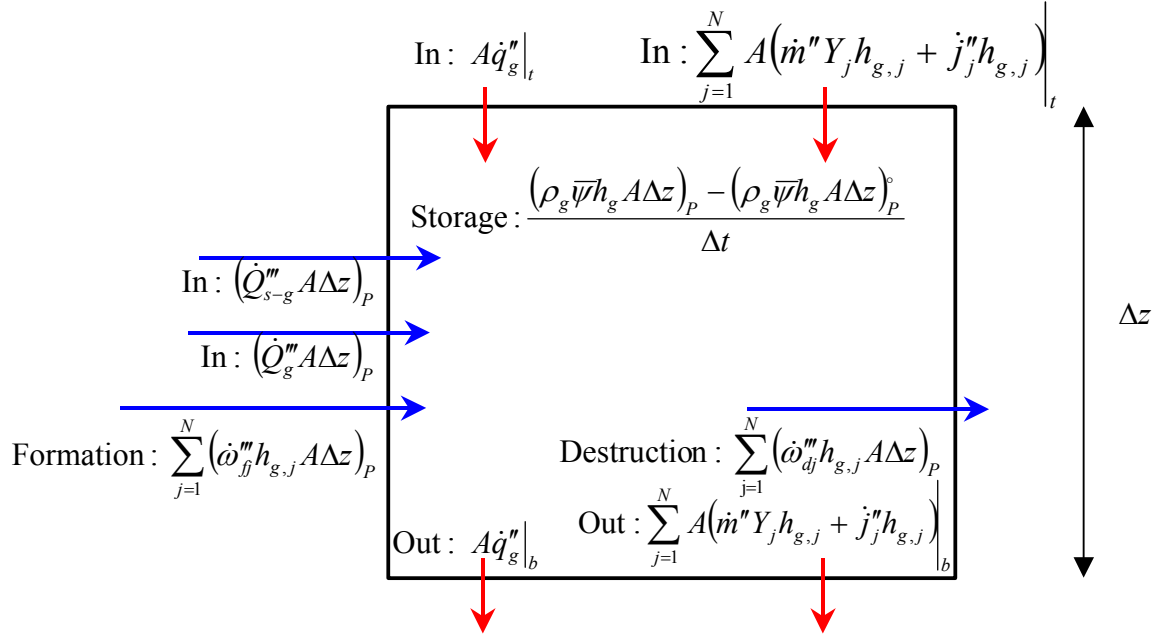 In : $A\dot{q}_g''\big|_t$
In : $\sum_{j=1}^{N} A\left(\dot{m}'' Y_j h_{g,j} + \dot{j}_j'' h_{g,j}\right)\Big|_t$
Storage : $\frac{\left(\rho_g \overline{\psi} h_g A\Delta z\right)_P - \left(\rho_g \overline{\psi} h_g A\Delta z\right)_P^{\circ}}{\Delta t}$
In : $\left(\dot{Q}_{s-g}''' A\Delta z\right)_P$
Δz
In : $\left(\dot{Q}_g''' A\Delta z\right)_P$
Formation : $\sum_{j=1}^{N} \left(\dot{\omega}_{fj}''' h_{g,j} A\Delta z\right)_P$
Destruction : $\sum_{j=1}^{N} \left(\dot{\omega}_{dj}''' h_{g,j} A\Delta z\right)_P$
Out : $A\dot{q}_g''\big|_b$
Out : $\sum_{j=1}^{N} A\left(\dot{m}'' Y_j h_{g,j} + \dot{j}_j'' h_{g,j}\right)\Big|_b$